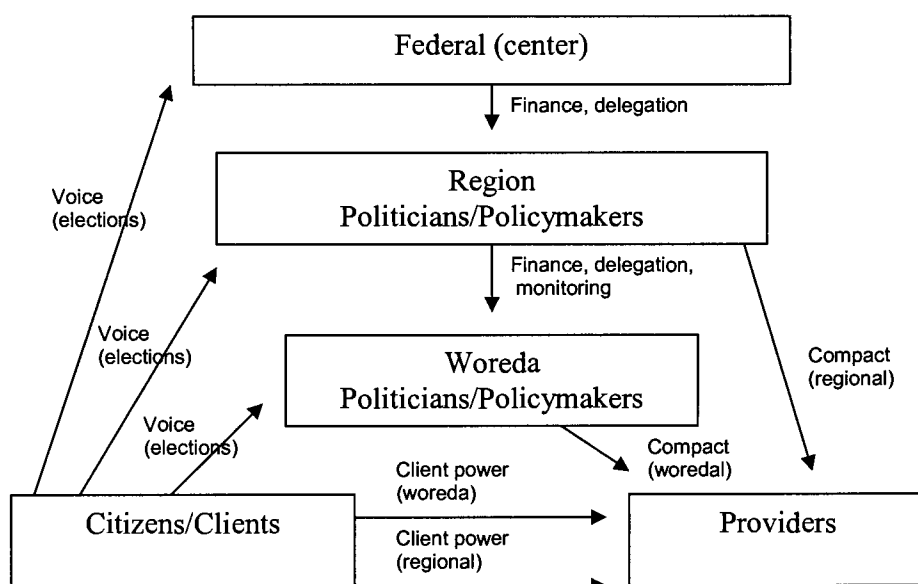 Federal (center)
Finance, delegation
Voice
(elections)
Region
Politicians/Policymakers
Finance, delegation,
monitoring
Voice
(elections)
Woreda
Politicians/Policymakers
Compact
(regional)
Voice
(elections)
Compact
(woredal)
Client power
(woreda)
Citizens/Clients
Providers
Client power
(regional)